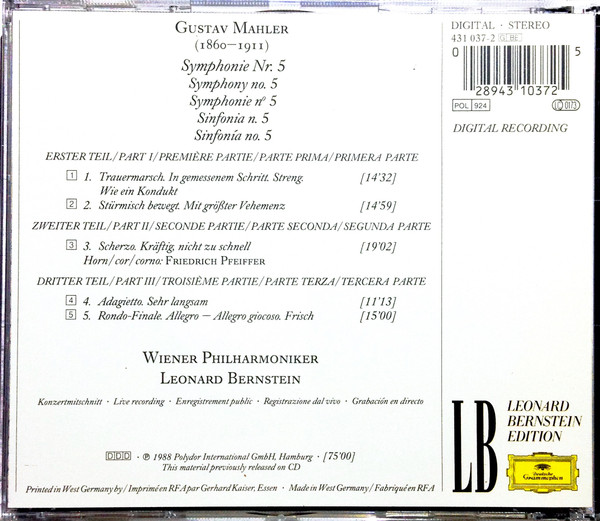 GUSTAV MAHLER
(1860–1911)
Symphonie Nr. 5
Symphony no. 5
Symphonie nº 5
Sinfonia n. 5
Sinfonía no. 5
ERSTER TEIL/PART I/PREMIÈRE PARTIE/PARTE PRIMA/PRIMERA PARTE
1 1. Trauermarsch. In gemessenem Schritt. Streng. [14'32]
Wie ein Kondukt
2 2. Stürmisch bewegt. Mit größter Vehemenz [14'59]
ZWEITER TEIL/PART II/SECONDE PARTIE/PARTE SECONDA/SEGUNDA PARTE
3 3. Scherzo. Kräftig, nicht zu schnell [19'02]
Horn/cor/corno: FRIEDRICH PFEIFFER
DRITTER TEIL/PART III/TROISIÈME PARTIE/PARTE TERZA/TERCERA PARTE
4 4. Adagietto. Sehr langsam [11'13]
5 5. Rondo-Finale. Allegro – Allegro giocoso. Frisch [15'00]
WIENER PHILHARMONIKER
LEONARD BERNSTEIN
Konzertmitschnitt · Live recording · Enregistrement public · Registrazione dal vivo · Grabación en directo
DDD · ℗ 1988 Polydor International GmbH, Hamburg · [75'00]
This material previously released on CD
Printed in West Germany by / Imprimé en RFA par Gerhard Kaiser, Essen · Made in West Germany / Fabriqué en RFA
DIGITAL · STEREO
431 037-2 G BE
0 28943 10372 5
POL 924
LC 0173
DIGITAL RECORDING
LB
LEONARD
BERNSTEIN
EDITION
Deutsche
Grammophon